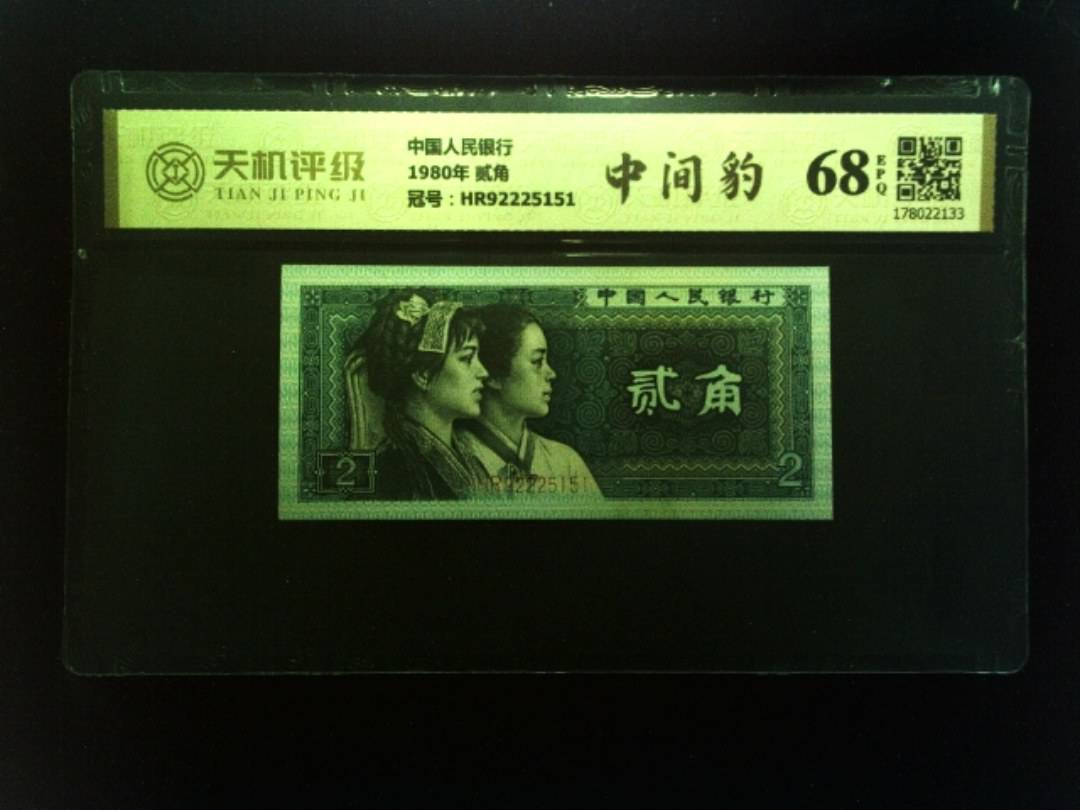 天机评级
TIAN JI PING JI
中国人民银行
1980年 贰角
冠号：HR92225151
中间豹
68
EPQ
178022133
中國人民银行
贰角
2
2
HR92225151